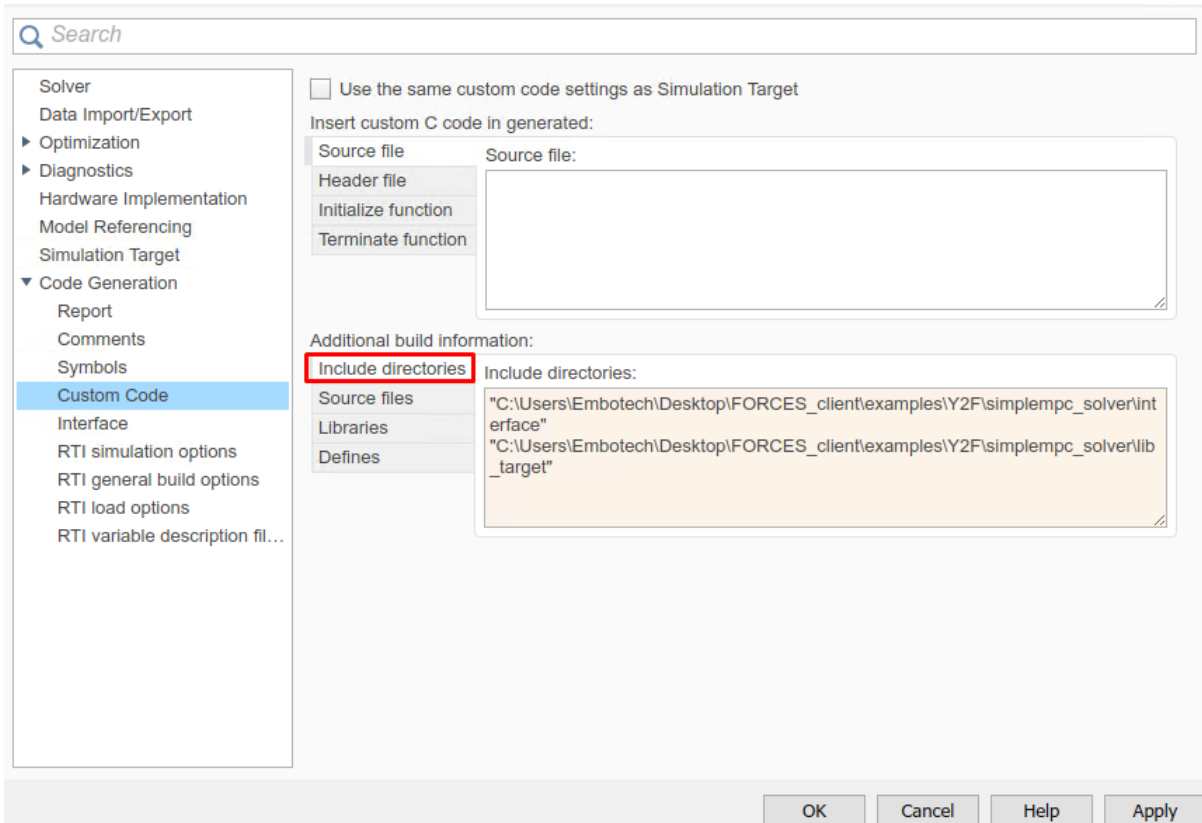 Search
Solver
Data Import/Export
Optimization
Diagnostics
Hardware Implementation
Model Referencing
Simulation Target
Code Generation
Report
Comments
Symbols
Custom Code
Interface
RTI simulation options
RTI general build options
RTI load options
RTI variable description fil...
Use the same custom code settings as Simulation Target
Insert custom C code in generated:
Source file
Header file
Initialize function
Terminate function
Source file:
Additional build information:
Include directories
Source files
Libraries
Defines
Include directories:
"C:\Users\Embotech\Desktop\FORCES_client\examples\Y2F\simplempc_solver\int
erface"
"C:\Users\Embotech\Desktop\FORCES_client\examples\Y2F\simplempc_solver\lib
_target"
OK
Cancel
Help
Apply